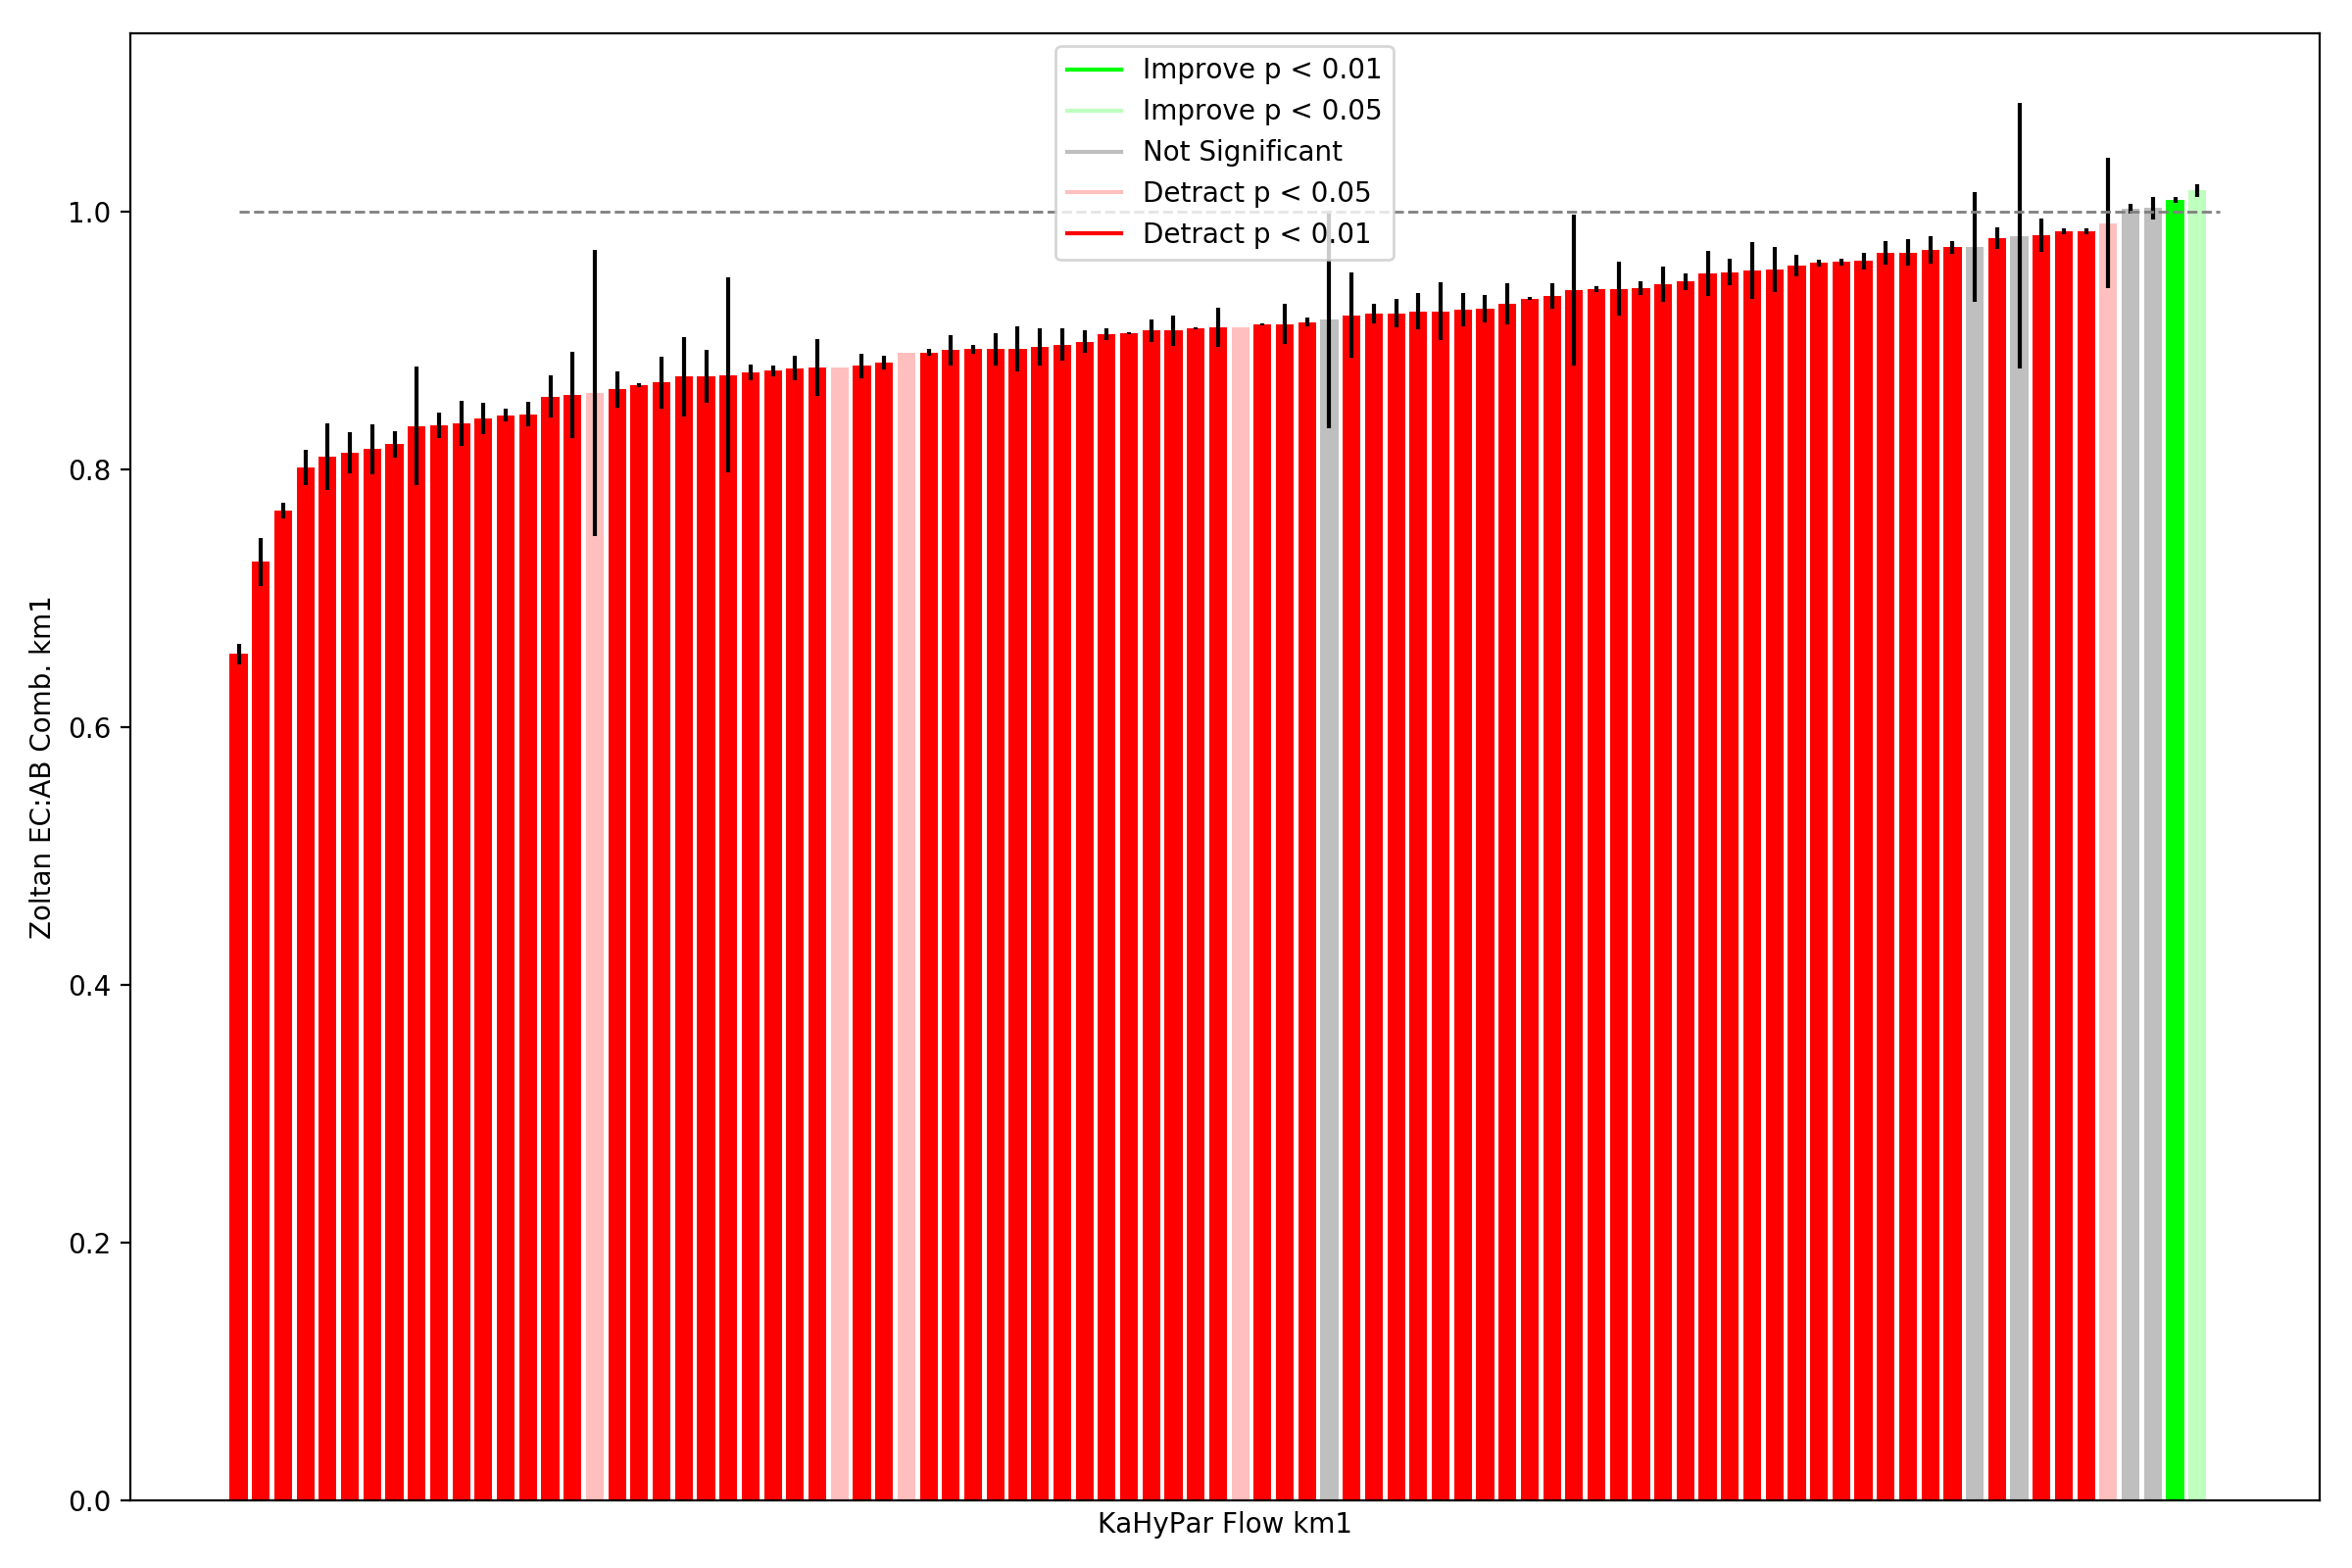 Improve p < 0.01
Improve p < 0.05
Not Significant
Detract p < 0.05
Detract p < 0.01
1.0
0.8
0.6
0.4
0.2
0.0
Zoltan EC:AB Comb. km1
KaHyPar Flow km1